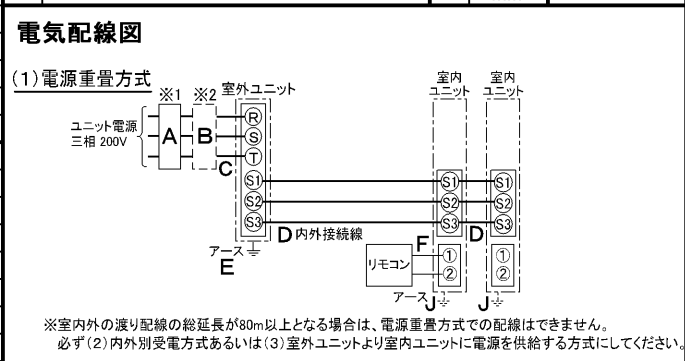 電気配線図
(1)電源重畳方式
※1 ※2 室外ユニット
室内
ユニット
室内
ユニット
ユニット電源
三相 200V
A
B
C
R
S
T
S1
S2
S3
S1
S2
S3
S1
S2
S3
D 内外接続線
D
アース
E
リモコン
F
①
②
①
②
アース J
J
※室内外の渡り配線の総延長が80m以上となる場合は、電源重畳方式での配線はできません。
必ず(2)内外別受電方式あるいは(3)室外ユニットより室内ユニットに電源を供給する方式にしてください。